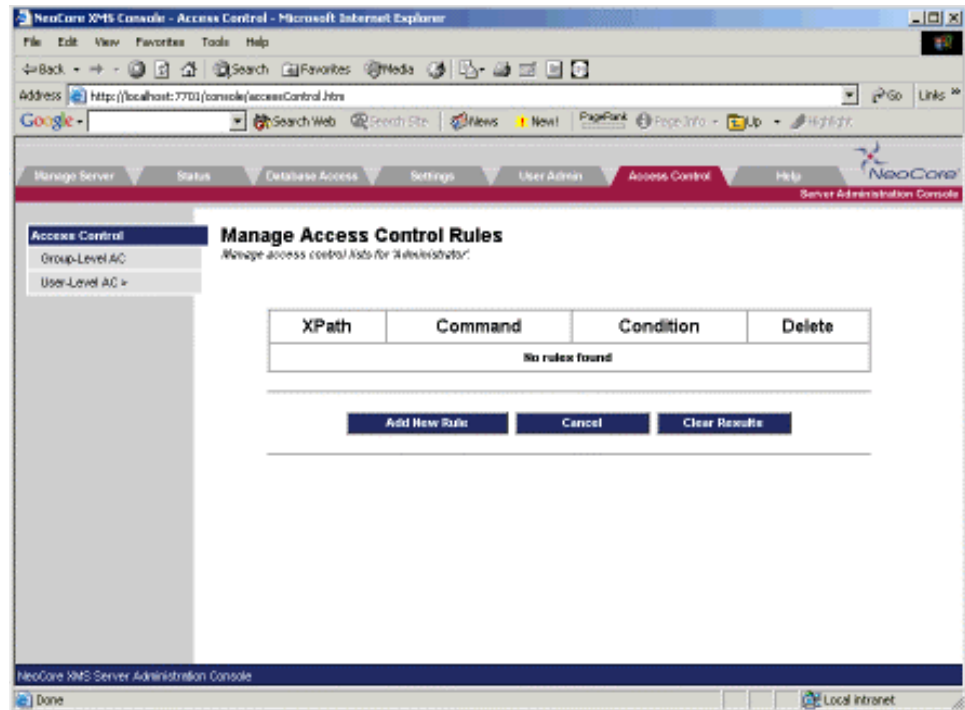 NeoCore XMS Console - Access Control - Microsoft Internet Explorer
File Edit View Favorites Tools Help
Back Search Favorites Media
Address http://localhost:7701/console/accessControl.htm Go Links »
Google Search Web Search Site News New! PageRank Page Info Up Highlight
Manage Server Status Database Access Settings User Admin Access Control Help NeoCore
Server Administration Console
Access Control
Group-Level AC
User-Level AC >
Manage Access Control Rules
Manage access control lists for 'Administrator'.
XPath Command Condition Delete
No rules found
Add New Rule Cancel Clear Results
NeoCore XMS Server Administration Console
Done Local intranet